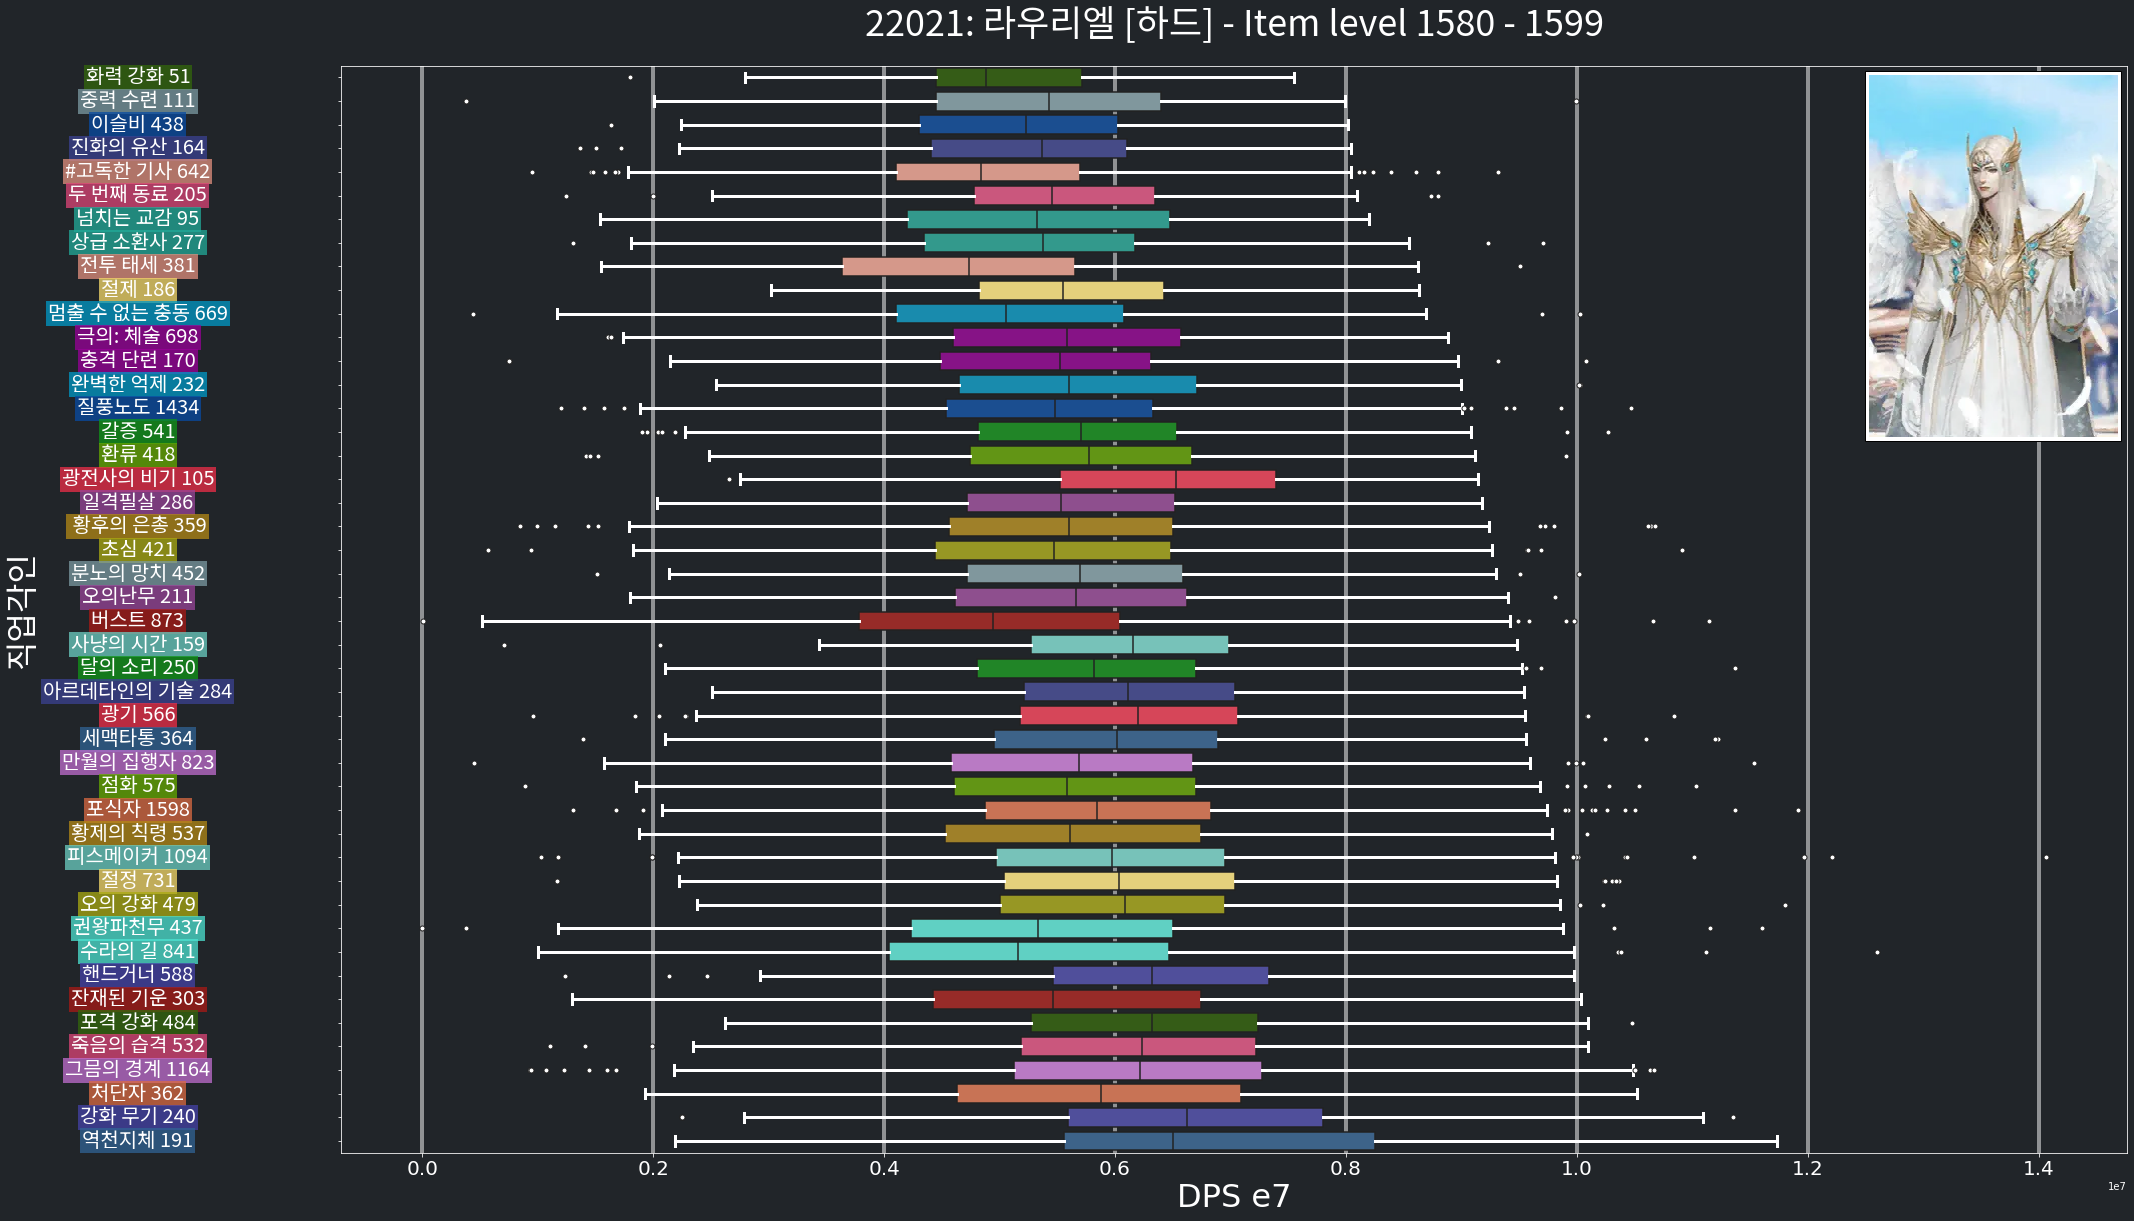 22021: 라우리엘 [하드] - Item level 1580 - 1599
직업각인
화력 강화 51
중력 수련 111
이슬비 438
진화의 유산 164
#고독한 기사 642
두 번째 동료 205
넘치는 교감 95
상급 소환사 277
전투 태세 381
절제 186
멈출 수 없는 충동 669
극의: 체술 698
충격 단련 170
완벽한 억제 232
질풍노도 1434
갈증 541
환류 418
광전사의 비기 105
일격필살 286
황후의 은총 359
초심 421
분노의 망치 452
오의난무 211
버스트 873
사냥의 시간 159
달의 소리 250
아르데타인의 기술 284
광기 566
세맥타통 364
만월의 집행자 823
점화 575
포식자 1598
황제의 칙령 537
피스메이커 1094
절정 731
오의 강화 479
권왕파천무 437
수라의 길 841
핸드거너 588
잔재된 기운 303
포격 강화 484
죽음의 습격 532
그믐의 경계 1164
처단자 362
강화 무기 240
역천지체 191
0.0 0.2 0.4 0.6 0.8 1.0 1.2 1.4
DPS e7
1e7